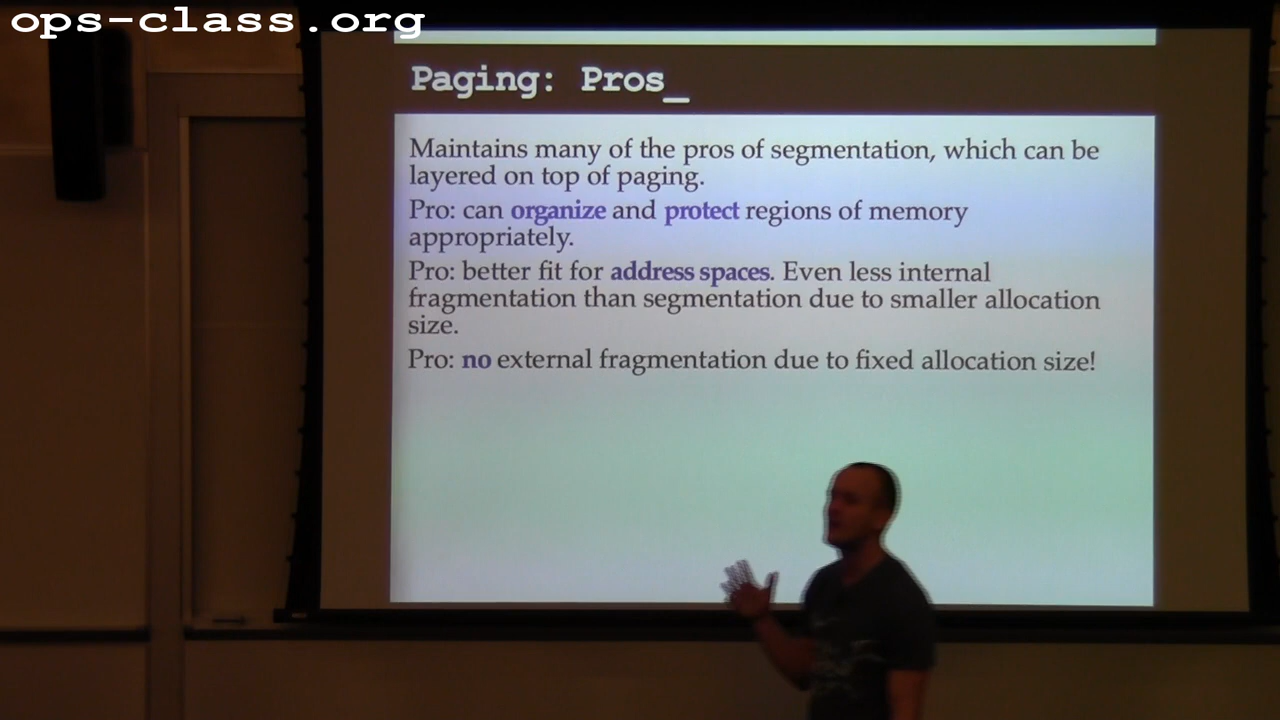 ops-class.org
Paging: Pros_
Maintains many of the pros of segmentation, which can be
layered on top of paging.
Pro: can organize and protect regions of memory
appropriately.
Pro: better fit for address spaces. Even less internal
fragmentation than segmentation due to smaller allocation
size.
Pro: no external fragmentation due to fixed allocation size!